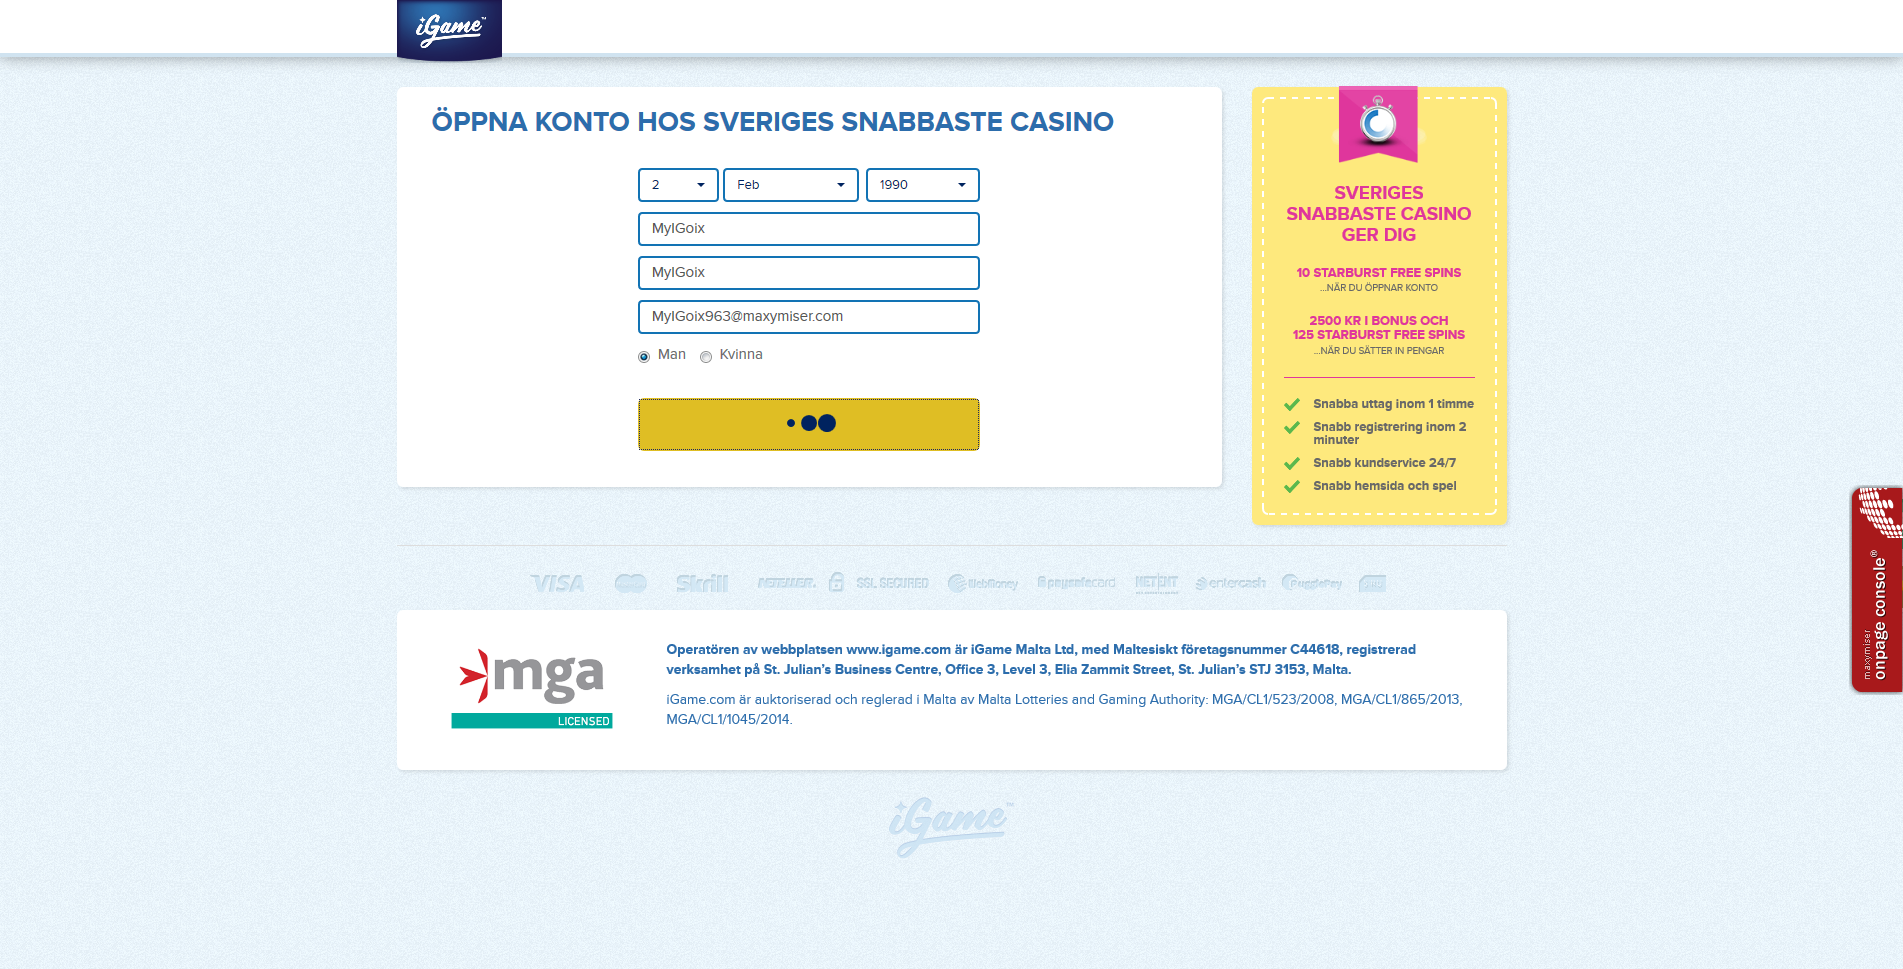 iGame™
ÖPPNA KONTO HOS SVERIGES SNABBASTE CASINO
2 Feb 1990
MyIGoix
MyIGoix
MyIGoix963@maxymiser.com
Man Kvinna
SVERIGES
SNABBASTE CASINO
GER DIG
10 STARBURST FREE SPINS
...NÄR DU ÖPPNAR KONTO
2500 KR I BONUS OCH
125 STARBURST FREE SPINS
...NÄR DU SÄTTER IN PENGAR
Snabba uttag inom 1 timme
Snabb registrering inom 2
minuter
Snabb kundservice 24/7
Snabb hemsida och spel
maxymiser
onpage console®
VISA Skrill NETELLER SSL SECURED WebMoney paysafecard NETENT entercash PugglePay
mga
LICENSED
Operatören av webbplatsen www.igame.com är iGame Malta Ltd, med Maltesiskt företagsnummer C44618, registrerad
verksamhet på St. Julian’s Business Centre, Office 3, Level 3, Elia Zammit Street, St. Julian’s STJ 3153, Malta.
iGame.com är auktoriserad och reglerad i Malta av Malta Lotteries and Gaming Authority: MGA/CL1/523/2008, MGA/CL1/865/2013,
MGA/CL1/1045/2014.
iGame™